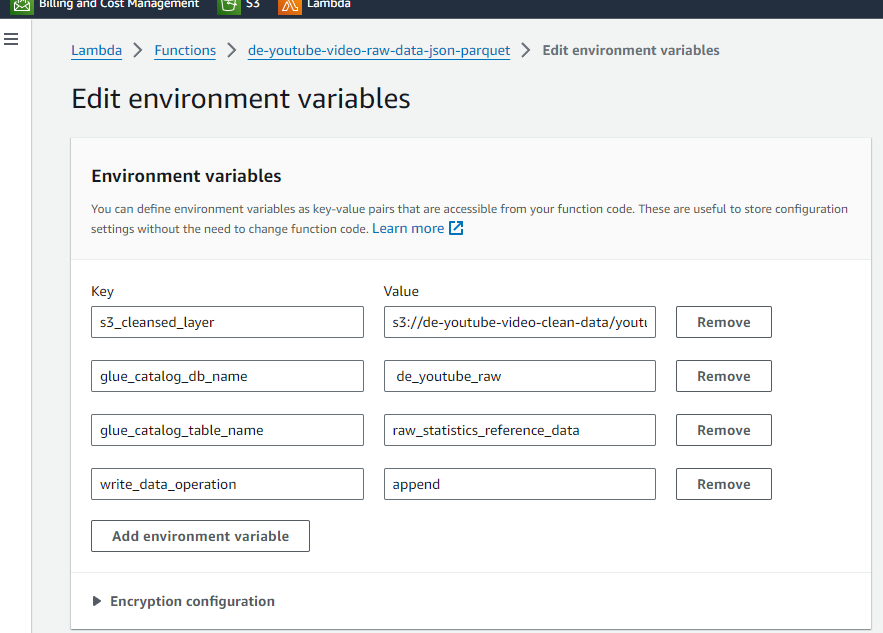 Billing and Cost Management S3 Lambda
Lambda > Functions > de-youtube-video-raw-data-json-parquet > Edit environment variables
Edit environment variables
Environment variables
You can define environment variables as key-value pairs that are accessible from your function code. These are useful to store configuration
settings without the need to change function code. Learn more
Key Value
s3_cleansed_layer s3://de-youtube-video-clean-data/youtu Remove
glue_catalog_db_name de_youtube_raw Remove
glue_catalog_table_name raw_statistics_reference_data Remove
write_data_operation append Remove
Add environment variable
Encryption configuration